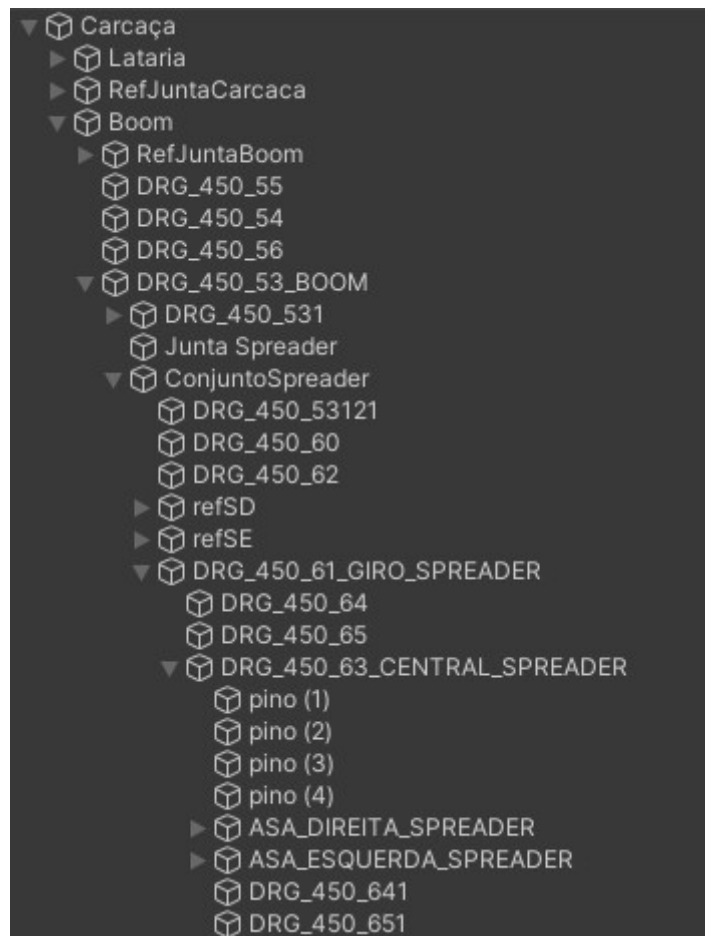 Carcaça
Lataria
RefJuntaCarcaca
Boom
RefJuntaBoom
DRG_450_55
DRG_450_54
DRG_450_56
DRG_450_53_BOOM
DRG_450_531
Junta Spreader
ConjuntoSpreader
DRG_450_53121
DRG_450_60
DRG_450_62
refSD
refSE
DRG_450_61_GIRO_SPREADER
DRG_450_64
DRG_450_65
DRG_450_63_CENTRAL_SPREADER
pino (1)
pino (2)
pino (3)
pino (4)
ASA_DIREITA_SPREADER
ASA_ESQUERDA_SPREADER
DRG_450_641
DRG_450_651